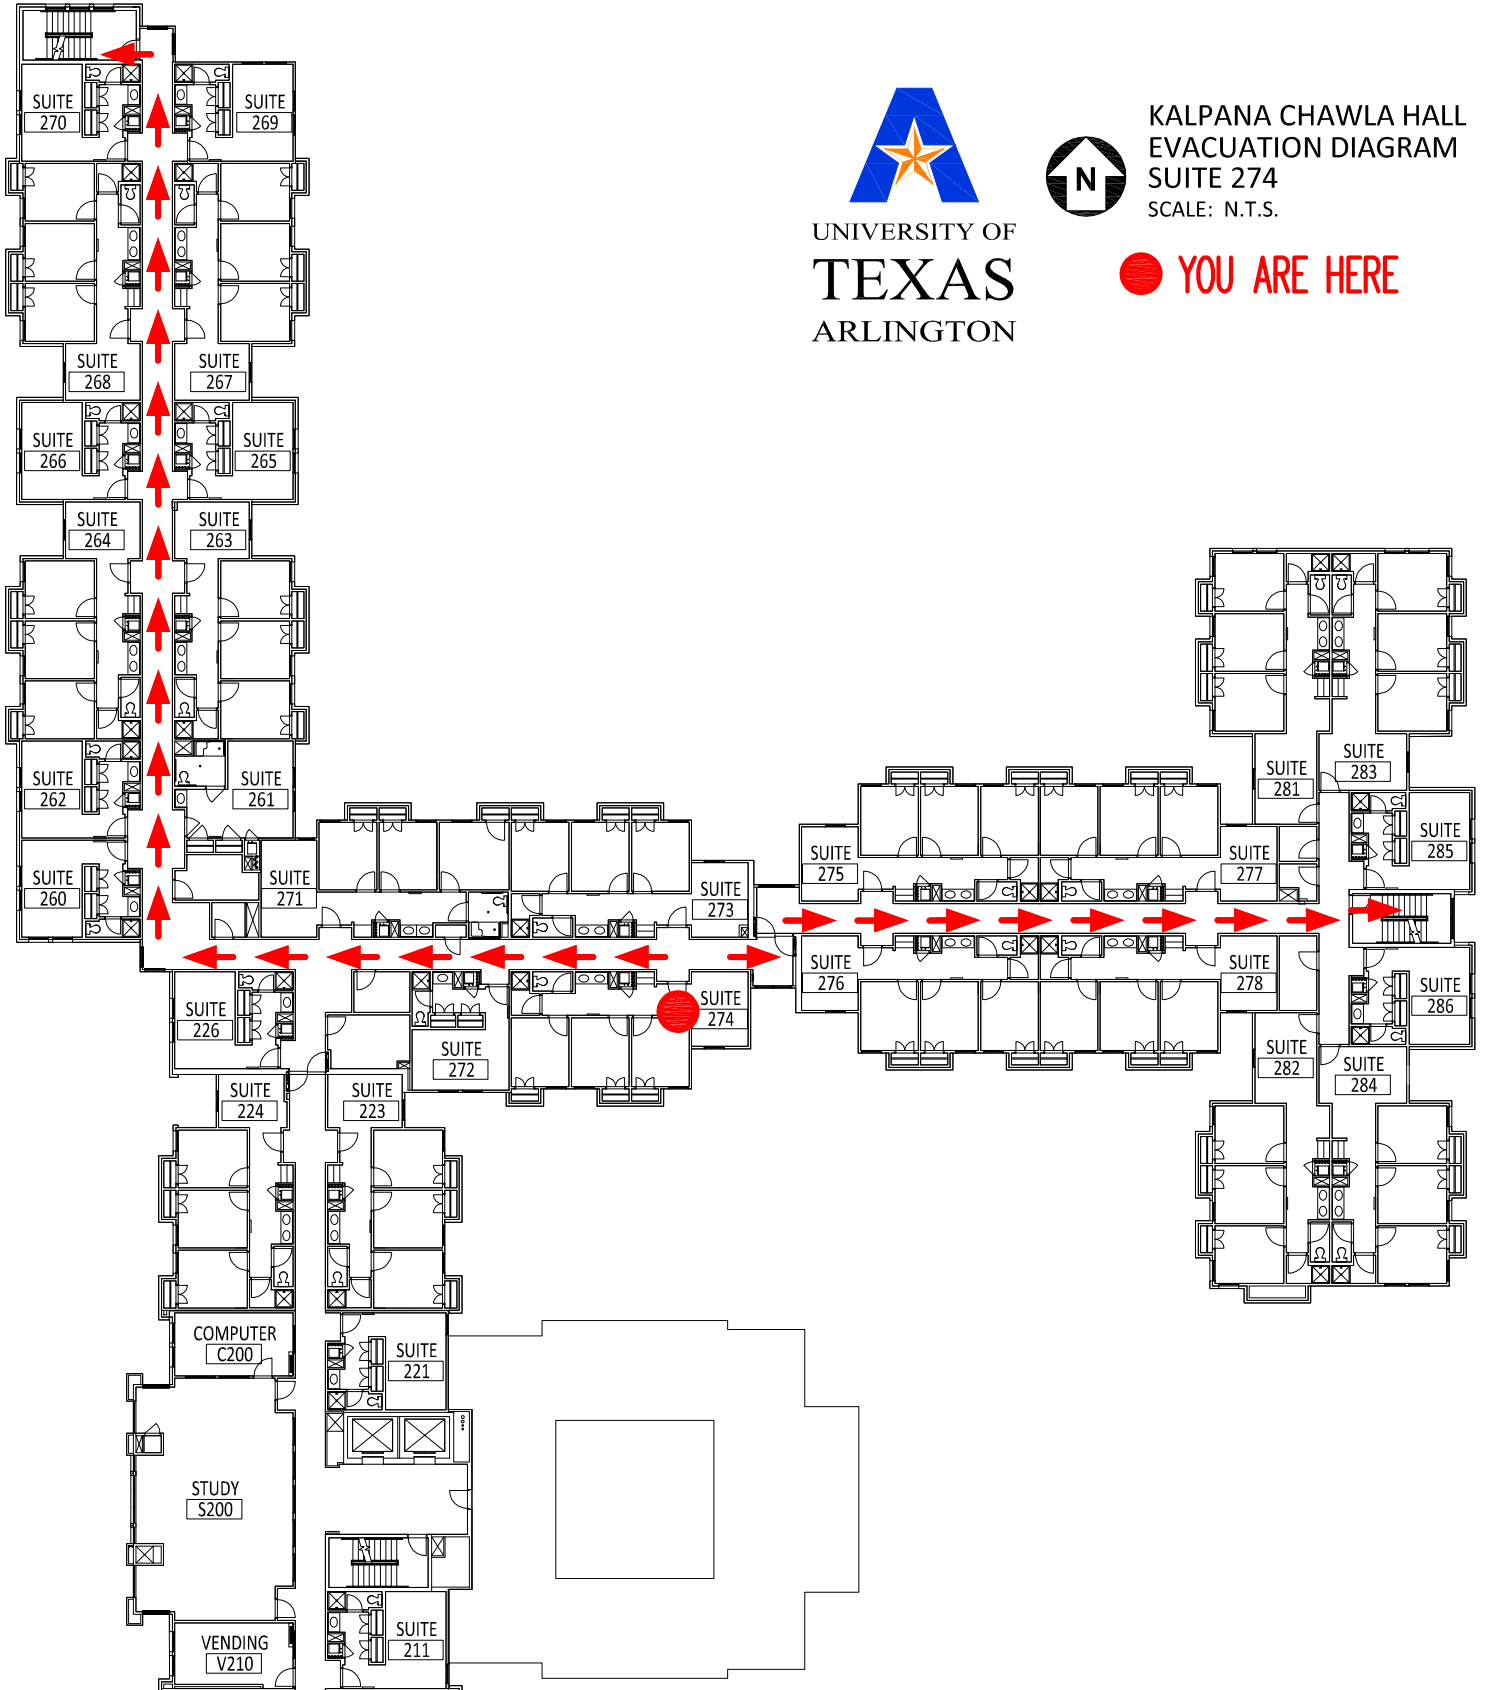 KALPANA CHAWLA HALL
EVACUATION DIAGRAM
SUITE 274
SCALE: N.T.S.
N
YOU ARE HERE
UNIVERSITY OF
TEXAS
ARLINGTON
SUITE
270
SUITE
269
SUITE
268
SUITE
267
SUITE
266
SUITE
265
SUITE
264
SUITE
263
SUITE
262
SUITE
261
SUITE
260
SUITE
271
SUITE
273
SUITE
275
SUITE
277
SUITE
281
SUITE
283
SUITE
285
SUITE
226
SUITE
272
SUITE
274
SUITE
276
SUITE
278
SUITE
282
SUITE
284
SUITE
286
SUITE
224
SUITE
223
COMPUTER
C200
SUITE
221
STUDY
S200
SUITE
211
VENDING
V210